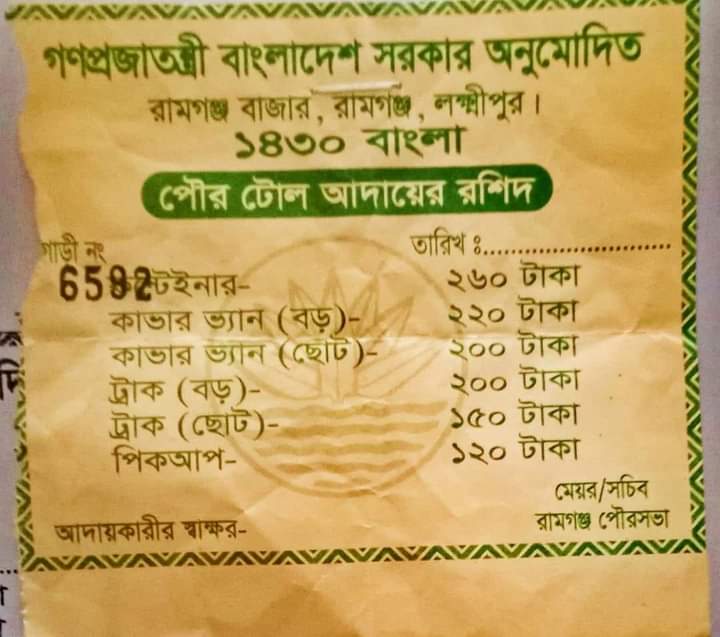 গণপ্রজাতন্ত্রী বাংলাদেশ সরকার অনুমোদিত
রামগঞ্জ বাজার, রামগঞ্জ, লক্ষ্মীপুর।
১৪৩০ বাংলা
পৌর টোল আদায়ের রশিদ
গাড়ী নং তারিখ ঃ..............................
6592
টেইনার- ২৬০ টাকা
কাভার ভ্যান (বড়)- ২২০ টাকা
কাভার ভ্যান (ছোট)- ২০০ টাকা
ট্রাক (বড়)- ২০০ টাকা
ট্রাক (ছোট)- ১৫০ টাকা
পিকআপ- ১২০ টাকা
মেয়র/সচিব
আদায়কারীর স্বাক্ষর- রামগঞ্জ পৌরসভা